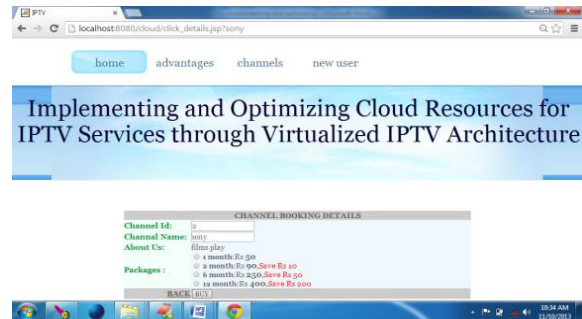 IPTV
localhost:8080/cloud/click_details.jsp?sony
home advantages channels new user
Implementing and Optimizing Cloud Resources for
IPTV Services through Virtualized IPTV Architecture
CHANNEL BOOKING DETAILS
Channel Id: 2
Channal Name: sony
About Us: films play
Packages :
1 month:Rs 50
2 month:Rs 90,Save Rs 10
6 month:Rs 250,Save Rs 50
12 month:Rs 400,Save Rs 200
BACK BUY
10:34 AM
11/10/2013